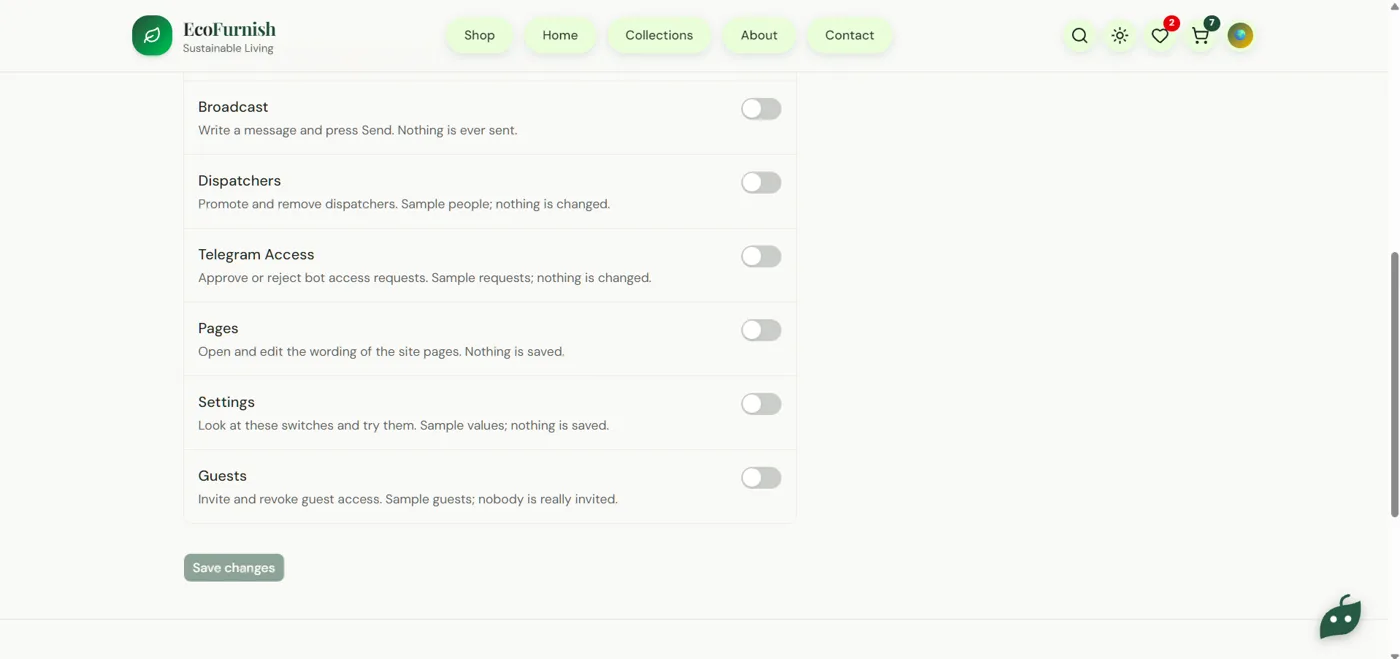 EcoFurnish
Sustainable Living
Shop
Home
Collections
About
Contact
2
7
Broadcast
Write a message and press Send. Nothing is ever sent.
Dispatchers
Promote and remove dispatchers. Sample people; nothing is changed.
Telegram Access
Approve or reject bot access requests. Sample requests; nothing is changed.
Pages
Open and edit the wording of the site pages. Nothing is saved.
Settings
Look at these switches and try them. Sample values; nothing is saved.
Guests
Invite and revoke guest access. Sample guests; nobody is really invited.
Save changes